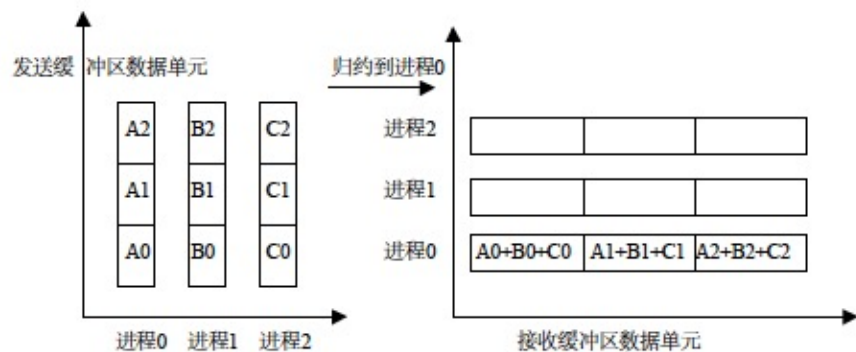 发送缓 冲区数据单元 归约到进程0
A2 B2 C2 进程2
A1 B1 C1 进程1
A0 B0 C0 进程0 A0+B0+C0 A1+B1+C1 A2+B2+C2
进程0 进程1 进程2 接收缓冲区数据单元